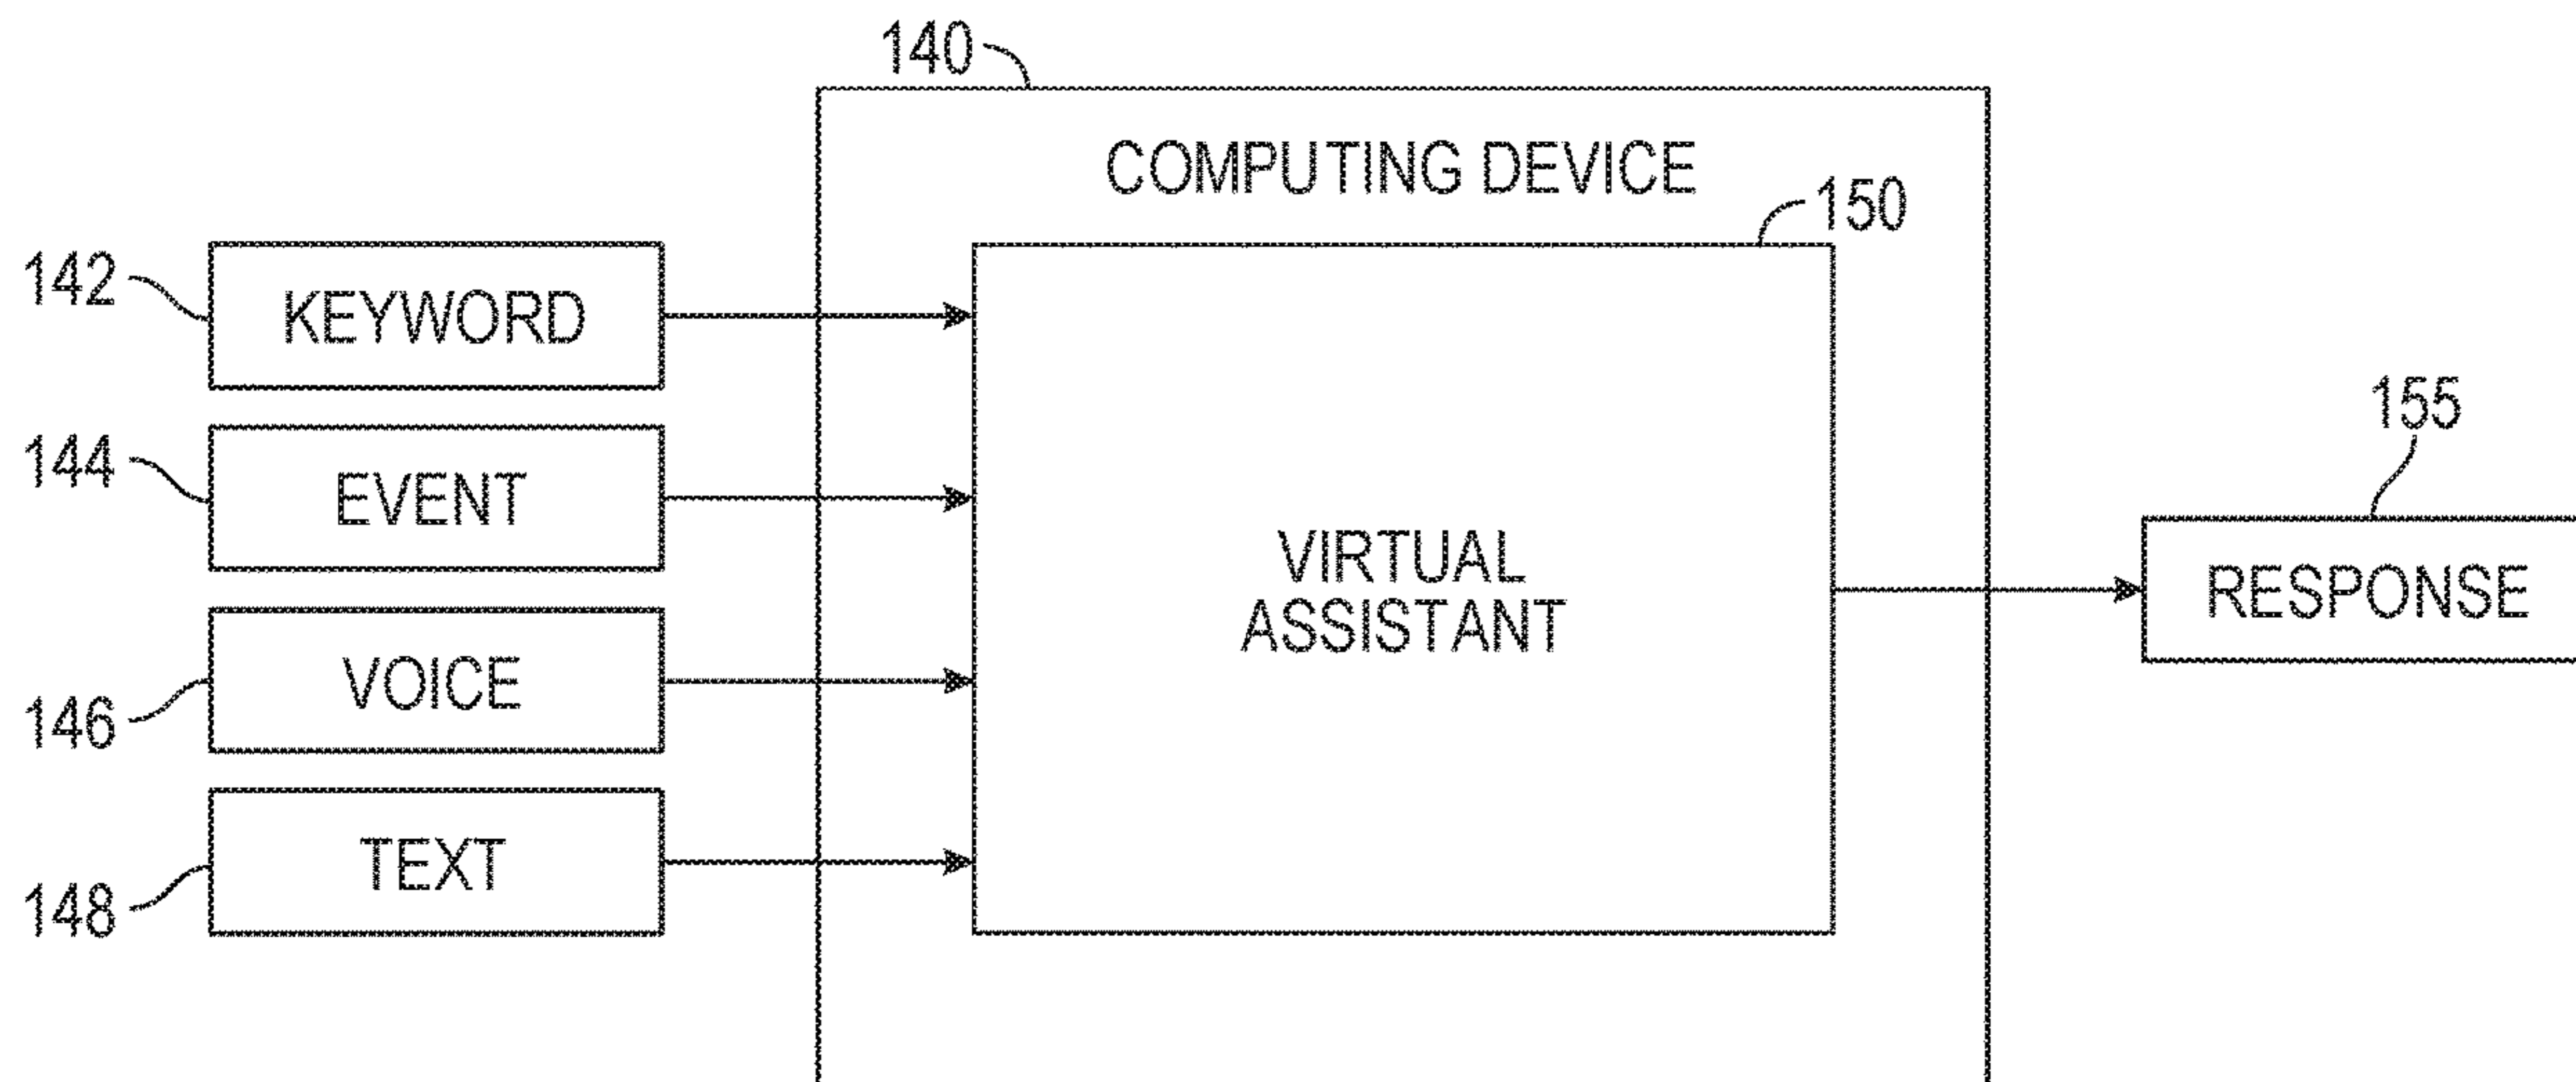 140
COMPUTING DEVICE
150
142
KEYWORD
144
EVENT
146
VOICE
148
TEXT
VIRTUAL
ASSISTANT
155
RESPONSE